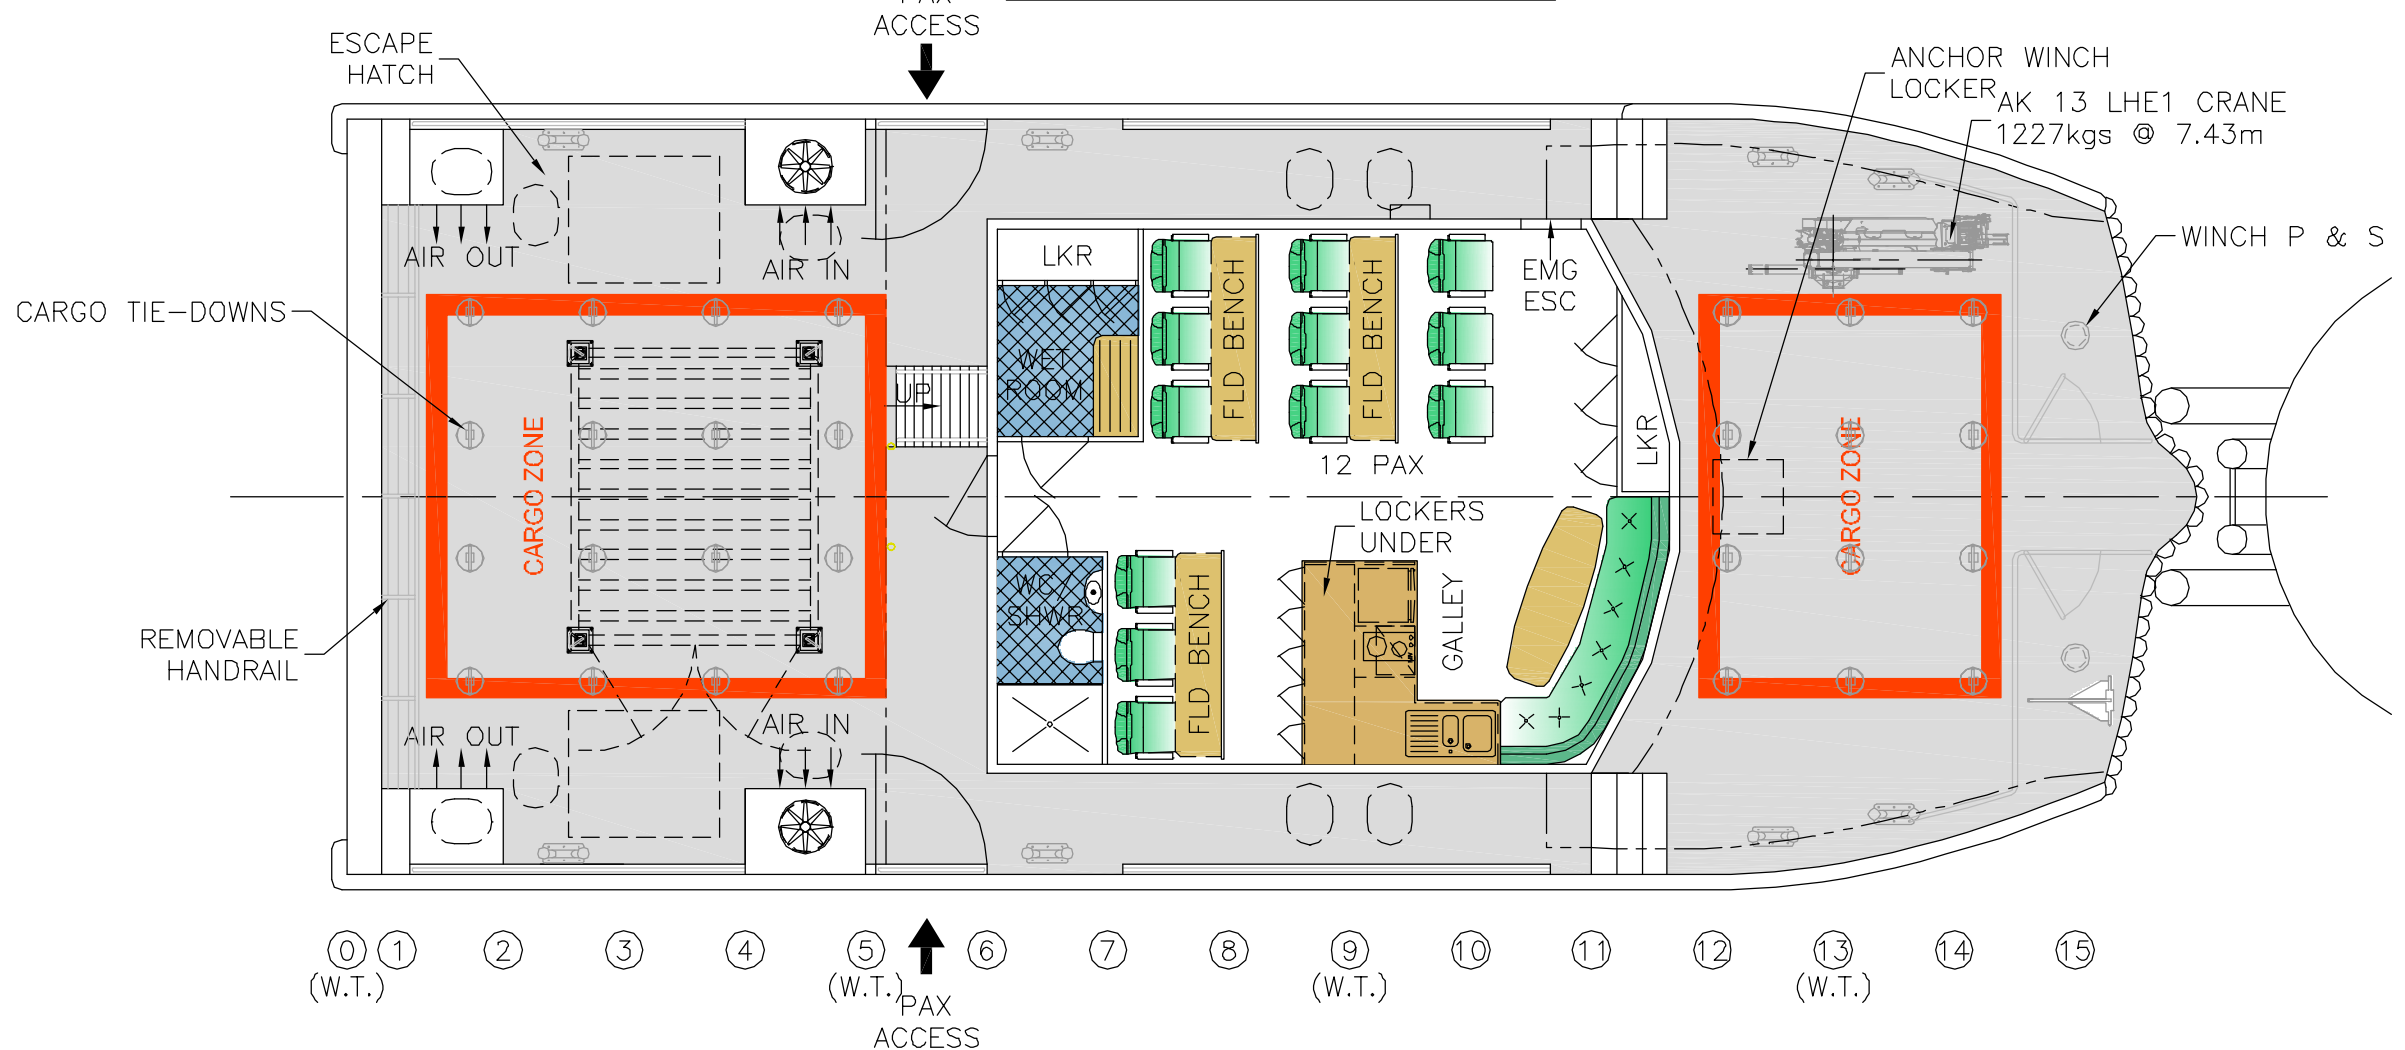 PAX
ACCESS
ESCAPE
HATCH
ANCHOR WINCH
LOCKER
AK 13 LHE1 CRANE
1227kgs @ 7.43m
WINCH P & S
AIR OUT
AIR IN
LKR
EMG
ESC
CARGO TIE-DOWNS
FLD BENCH
FLD BENCH
WET
ROOM
UP
LKR
12 PAX
CARGO ZONE
CARGO ZONE
LOCKERS
UNDER
WC/
SHWR
FLD BENCH
GALLEY
REMOVABLE
HANDRAIL
AIR OUT
AIR IN
0 1 2 3 4 5 6 7 8 9 10 11 12 13 14 15
(W.T.) (W.T.) (W.T.) (W.T.)
PAX
ACCESS